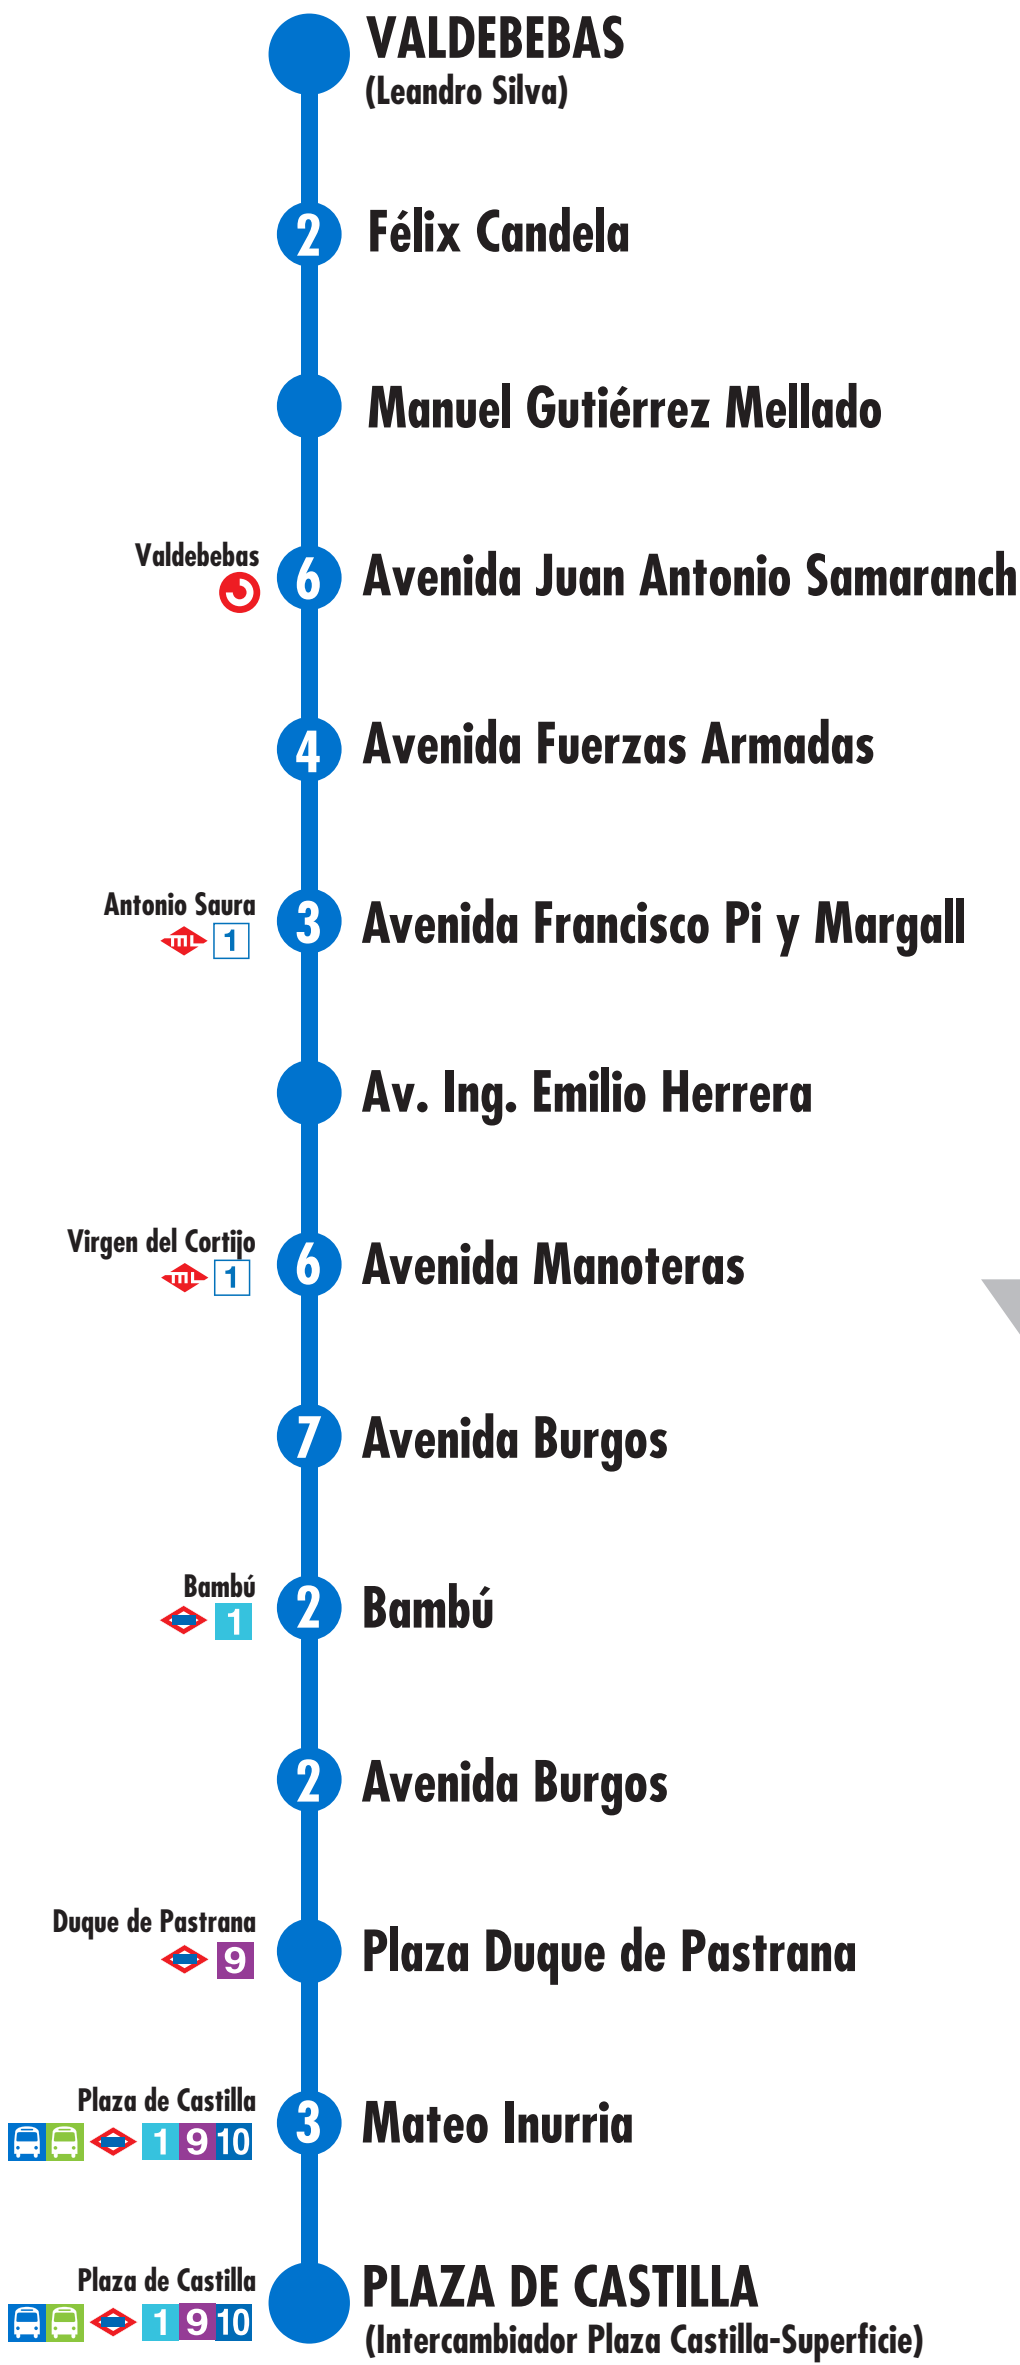 VALDEBEBAS
(Leandro Silva)
2 Félix Candela
Manuel Gutiérrez Mellado
Valdebebas
6 Avenida Juan Antonio Samaranch
4 Avenida Fuerzas Armadas
Antonio Saura
ML 1
3 Avenida Francisco Pi y Margall
Av. Ing. Emilio Herrera
Virgen del Cortijo
ML 1
6 Avenida Manoteras
7 Avenida Burgos
Bambú
1
2 Bambú
2 Avenida Burgos
Duque de Pastrana
9
Plaza Duque de Pastrana
Plaza de Castilla
1 9 10
3 Mateo Inurria
Plaza de Castilla
1 9 10
PLAZA DE CASTILLA
(Intercambiador Plaza Castilla-Superficie)